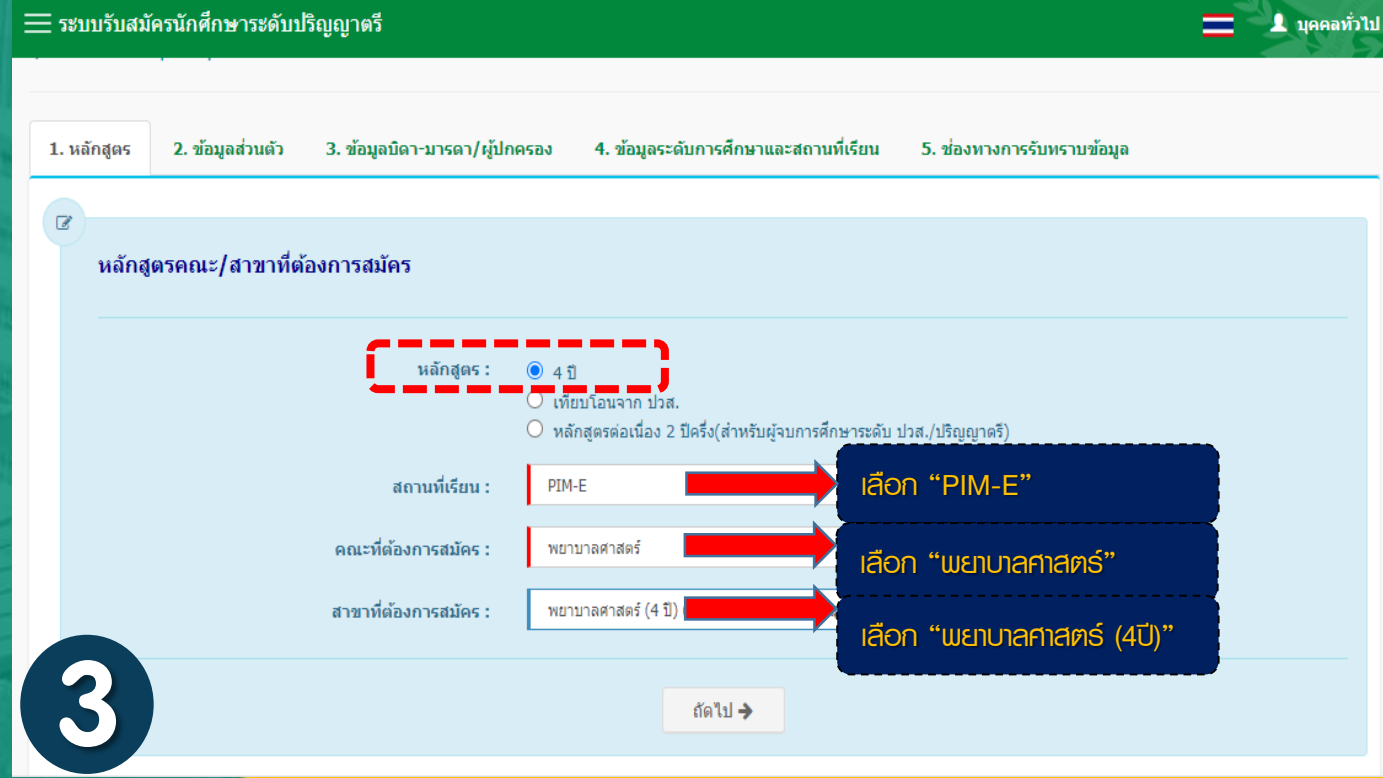 ระบบรับสมัครนักศึกษาระดับปริญญาตรี
บุคคลทั่วไป
1. หลักสูตร 2. ข้อมูลส่วนตัว 3. ข้อมูลบิดา-มารดา/ผู้ปกครอง 4. ข้อมูลระดับการศึกษาและสถานที่เรียน 5. ช่องทางการรับทราบข้อมูล
หลักสูตรคณะ/สาขาที่ต้องการสมัคร
หลักสูตร : 4 ปี
เทียบโอนจาก ปวส.
หลักสูตรต่อเนื่อง 2 ปีครึ่ง(สำหรับผู้จบการศึกษาระดับ ปวส./ปริญญาตรี)
สถานที่เรียน : PIM-E
เลือก “PIM-E”
คณะที่ต้องการสมัคร : พยาบาลศาสตร์
เลือก “พยาบาลศาสตร์”
สาขาที่ต้องการสมัคร : พยาบาลศาสตร์ (4 ปี)
เลือก “พยาบาลศาสตร์ (4ปี)”
3
ถัดไป